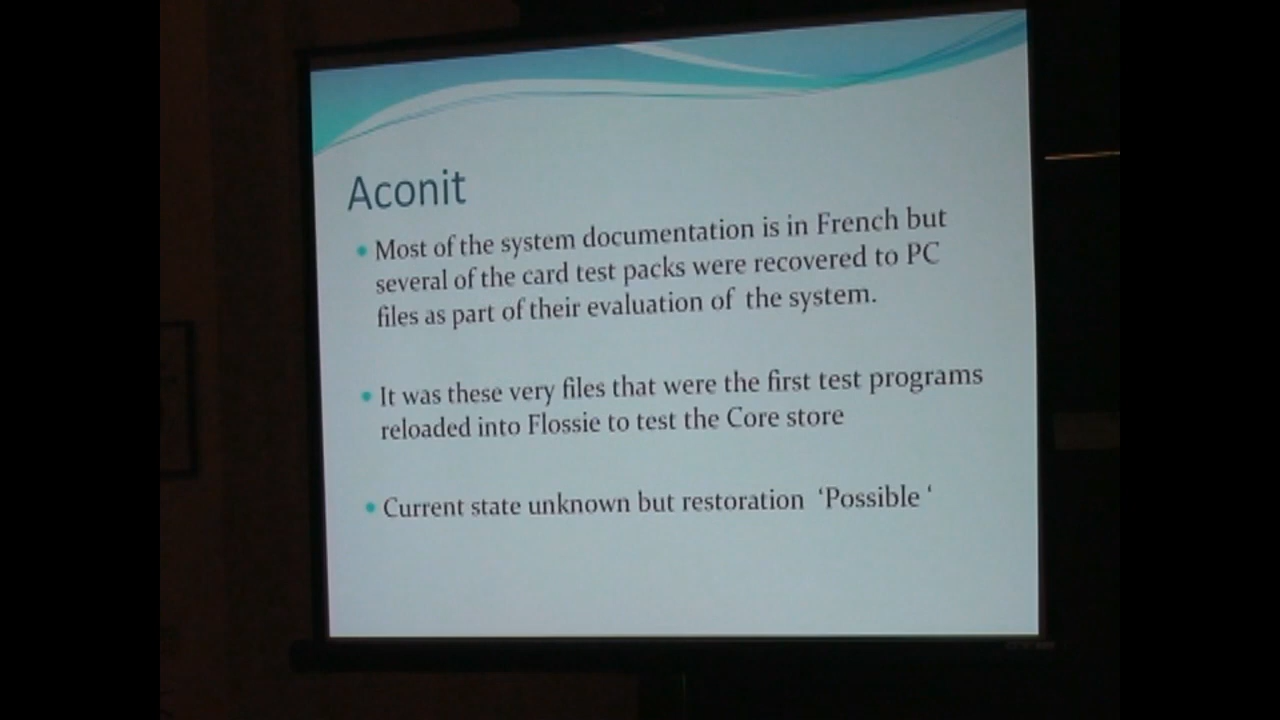 Aconit
• Most of the system documentation is in French but
several of the card test packs were recovered to PC
files as part of their evaluation of the system.
• It was these very files that were the first test programs
reloaded into Flossie to test the Core store
• Current state unknown but restoration ‘Possible ‘